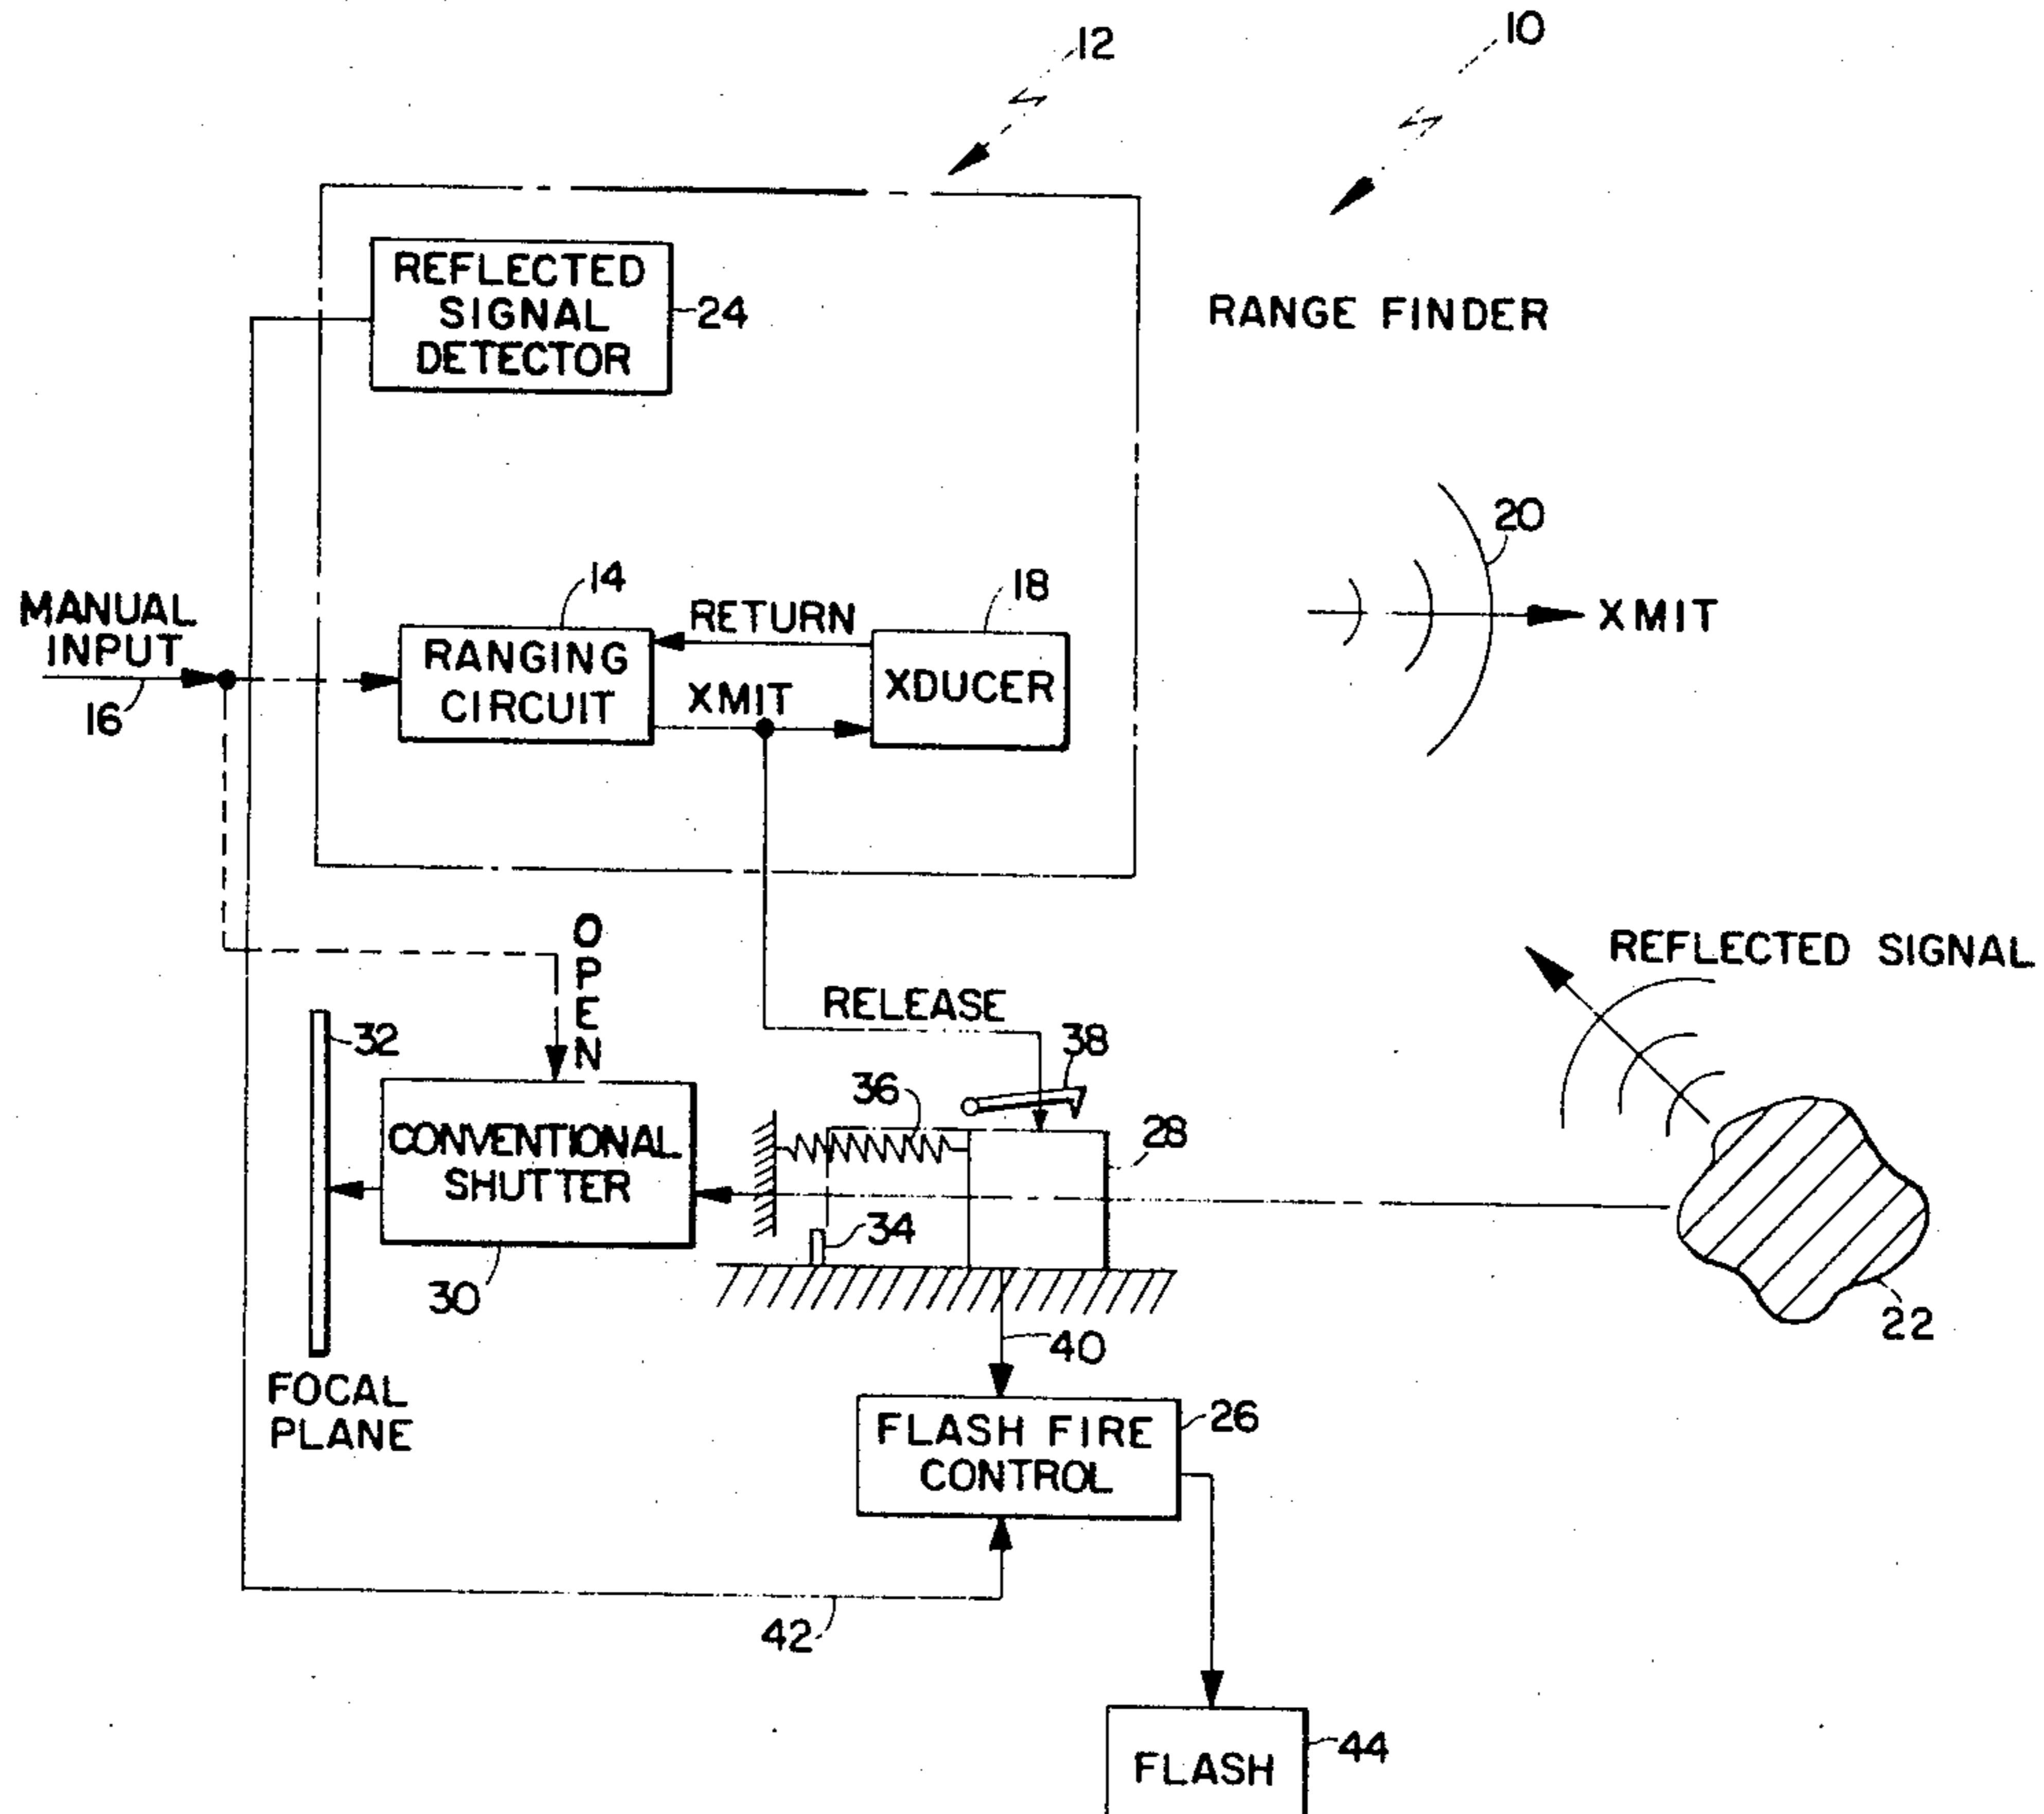 12
10
REFLECTED
SIGNAL
DETECTOR
24
RANGE FINDER
20
XMIT
MANUAL
INPUT
16
14
RANGING
CIRCUIT
RETURN
XMIT
18
XDUCER
OPEN
RELEASE
REFLECTED SIGNAL
32
38
36
28
CONVENTIONAL
SHUTTER
34
30
22
40
FOCAL
PLANE
FLASH FIRE
CONTROL
26
42
FLASH
44